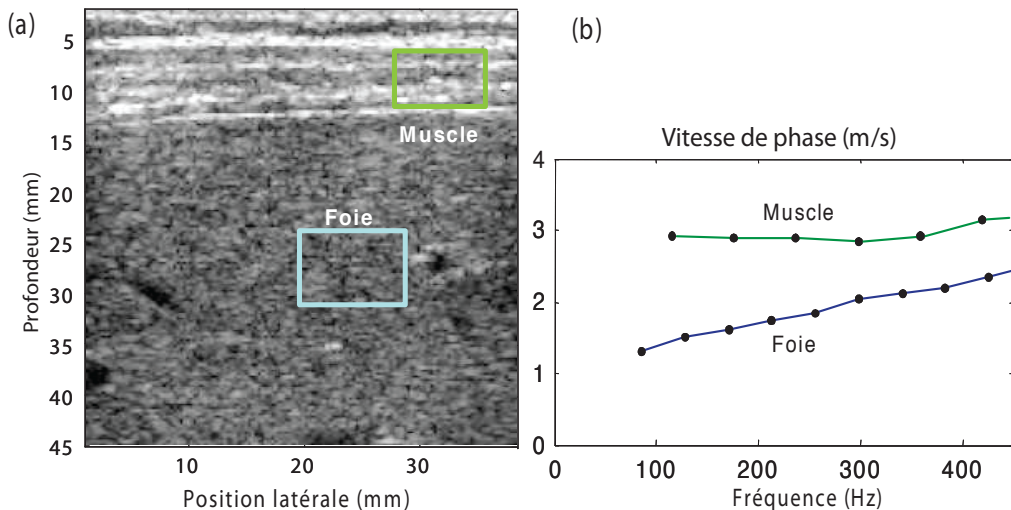 (a)
5
10
15
20
25
30
35
40
45
Profondeur (mm)
Muscle
Foie
10
20
30
Position latérale (mm)
(b)
Vitesse de phase (m/s)
4
3
2
1
0
Muscle
Foie
0
100
200
300
400
Fréquence (Hz)